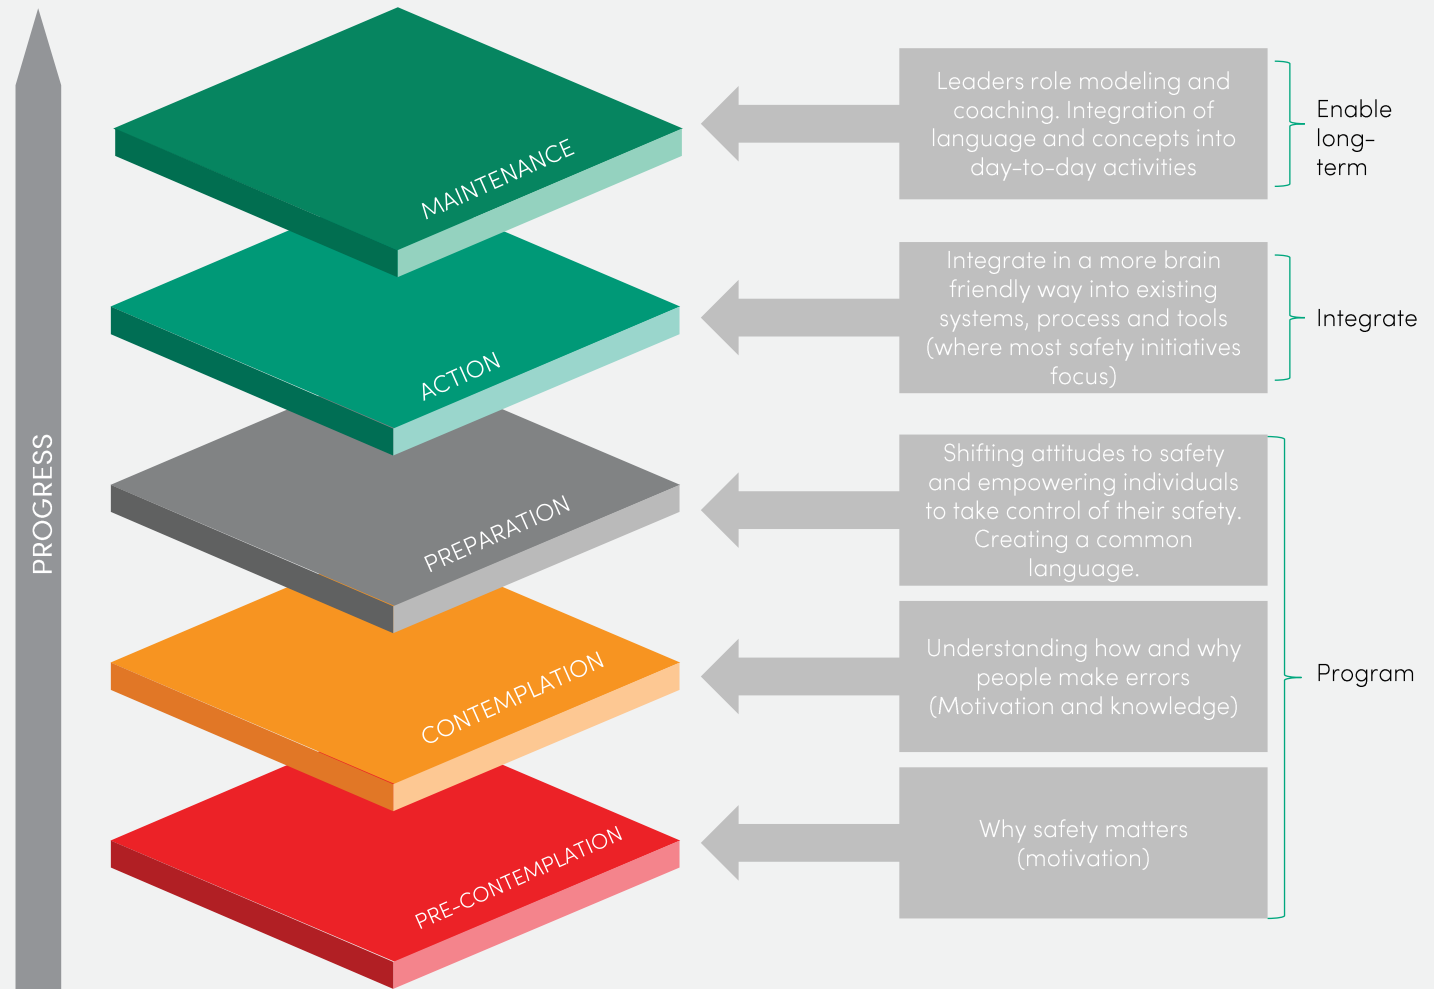 PROGRESS
MAINTENANCE
Leaders role modeling and
coaching. Integration of
language and concepts into
day-to-day activities
Enable
long-
term
ACTION
Integrate in a more brain
friendly way into existing
systems, process and tools
(where most safety initiatives
focus)
Integrate
PREPARATION
Shifting attitudes to safety
and empowering individuals
to take control of their safety.
Creating a common
language.
CONTEMPLATION
Understanding how and why
people make errors
(Motivation and knowledge)
Program
PRE-CONTEMPLATION
Why safety matters
(motivation)